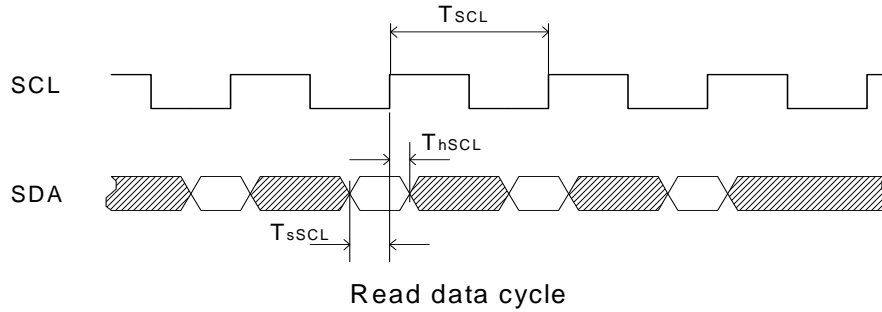 TSCL
SCL
ThSCL
SDA
TsSCL
Read data cycle